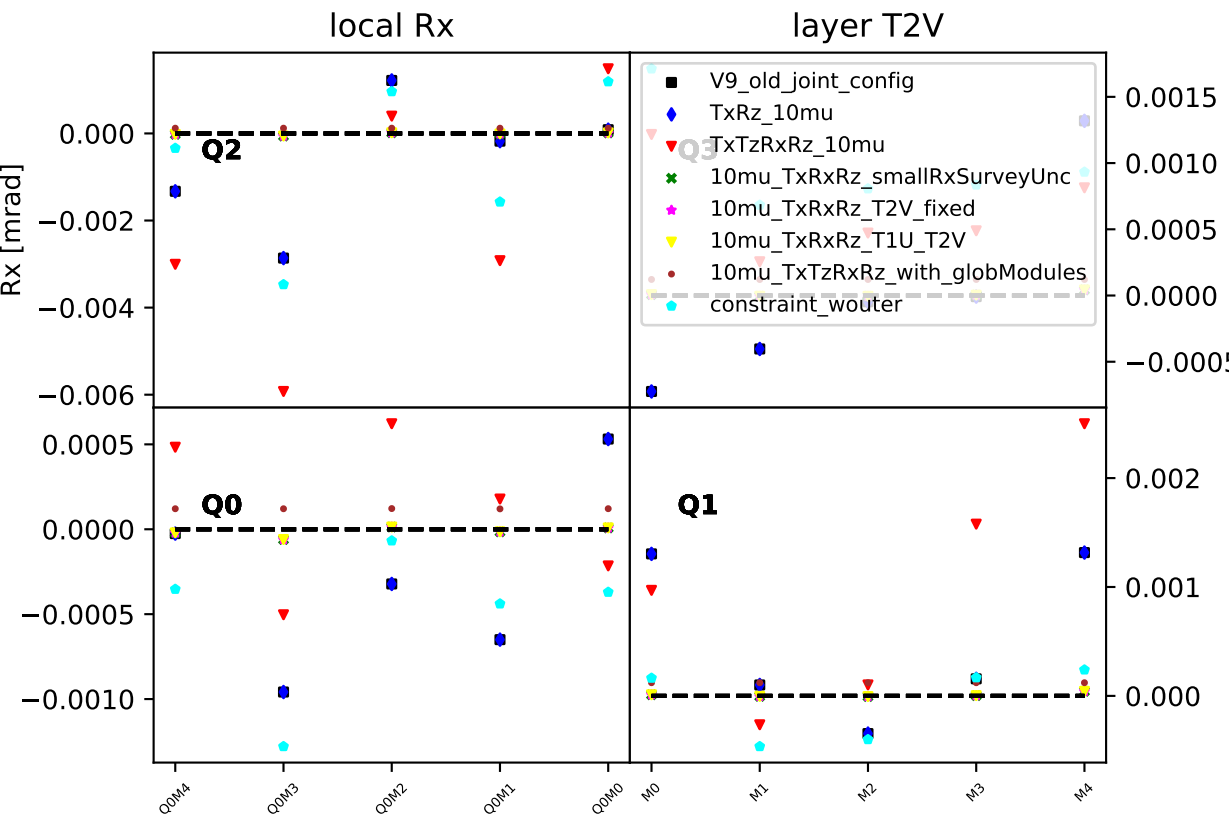 local Rx
layer T2V
Rx [mrad]
0.000
−0.002
−0.004
−0.006
Q2
V9_old_joint_config
TxRz_10mu
TxTzRxRz_10mu
10mu_TxRxRz_smallRxSurveyUnc
10mu_TxRxRz_T2V_fixed
10mu_TxRxRz_T1U_T2V
10mu_TxTzRxRz_with_globModules
constraint_wouter
Q3
0.0015
0.0010
0.0005
0.0000
−0.0005
0.0005
0.0000
−0.0005
−0.0010
Q0
Q1
0.002
0.001
0.000
Q0M4
Q0M3
Q0M2
Q0M1
Q0M0
M0
M1
M2
M3
M4